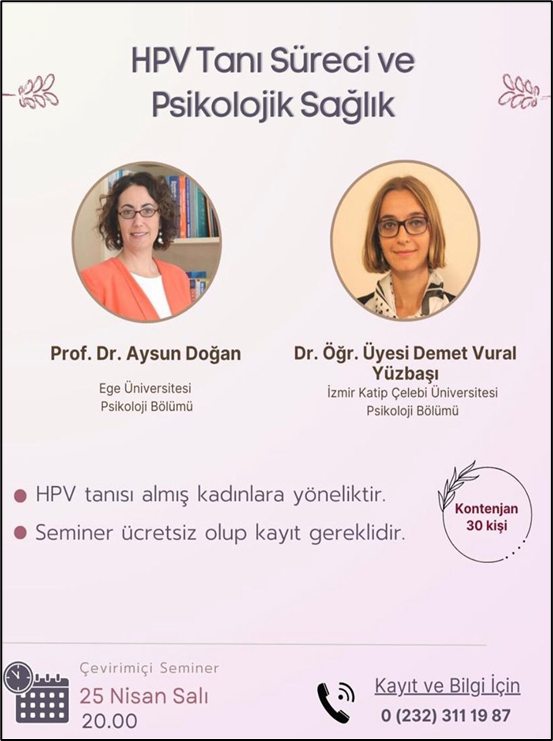 HPV Tanı Süreci ve
Psikolojik Sağlık
Prof. Dr. Aysun Doğan
Ege Üniversitesi
Psikoloji Bölümü
Dr. Öğr. Üyesi Demet Vural
Yüzbaşı
İzmir Katip Çelebi Üniversitesi
Psikoloji Bölümü
HPV tanısı almış kadınlara yöneliktir.
Seminer ücretsiz olup kayıt gereklidir.
Kontenjan
30 kişi
Çevirimiçi Seminer
25 Nisan Salı
20.00
Kayıt ve Bilgi İçin
0 (232) 311 19 87